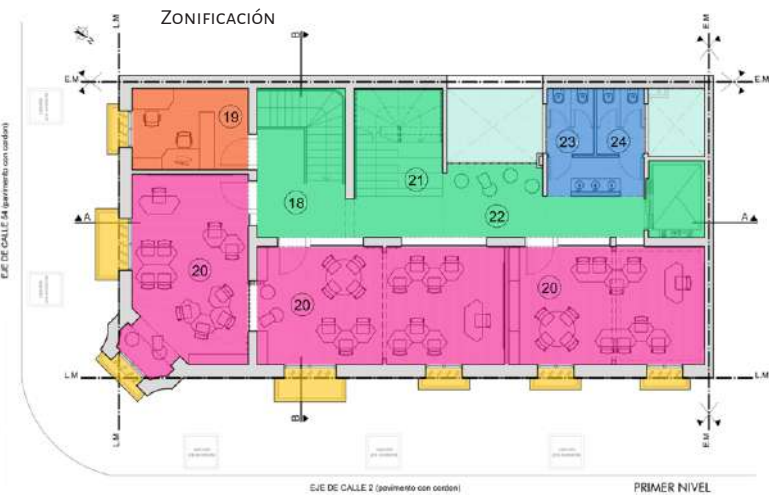 ZONIFICACIÓN
L.M
E.M
B
N
E.M
E.M
19
23
24
21
18
22
A
A
20
20
20
EJE DE CALLE 54 (pavimento con cordon)
L.M
L.M
L.M
B
E.M
EJE DE CALLE 2 (pavimento con cordon)
PRIMER NIVEL